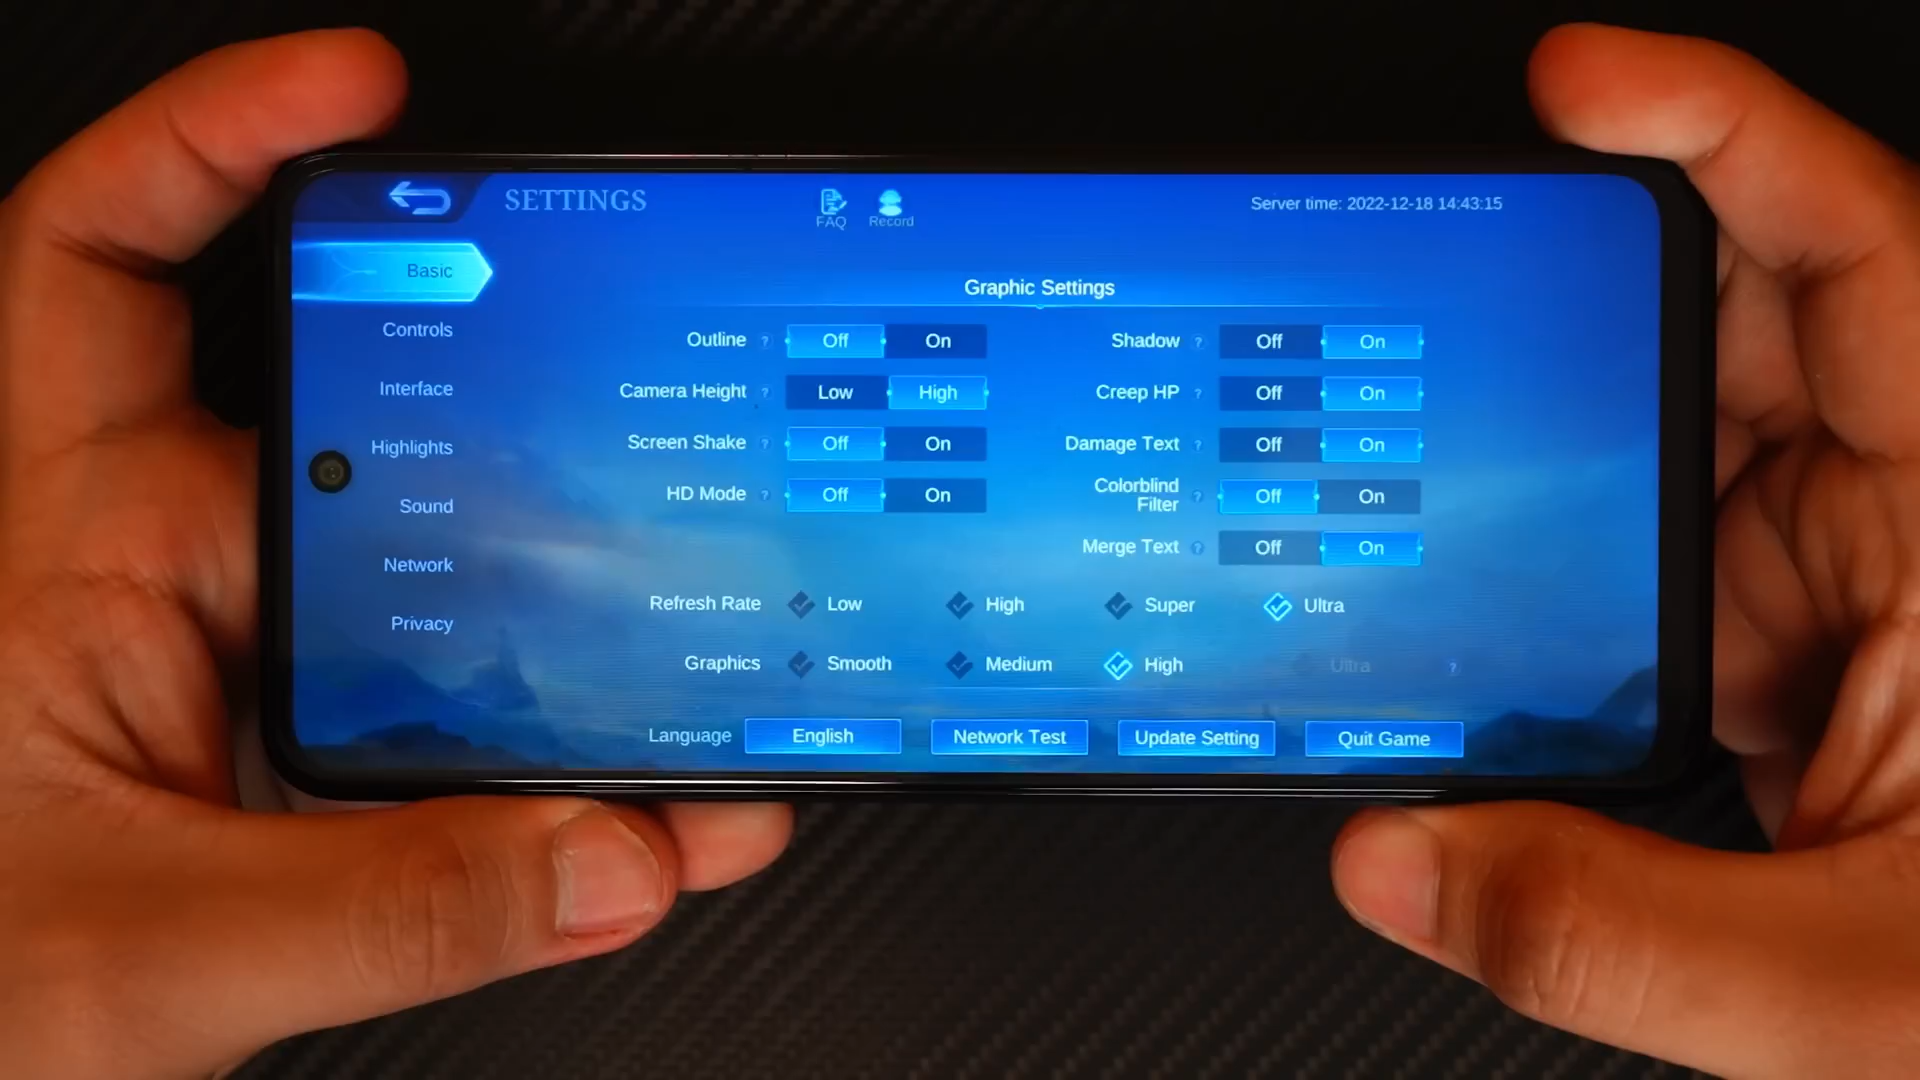 SETTINGS
FAQ
Record
Server time: 2022-12-18 14:43:15
Basic
Controls
Interface
Highlights
Sound
Network
Privacy
Graphic Settings
Outline ? Off On
Shadow ? Off On
Camera Height ? Low High
Creep HP ? Off On
Screen Shake ? Off On
Damage Text ? Off On
HD Mode ? Off On
Colorblind
Filter ? Off On
Merge Text ? Off On
Refresh Rate Low High Super Ultra
Graphics Smooth Medium High Ultra ?
Language English Network Test Update Setting Quit Game